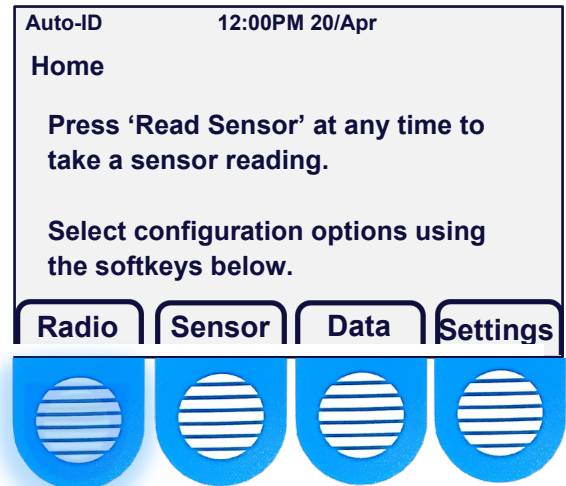 Auto-ID 12:00PM 20/Apr
Home
Press ‘Read Sensor’ at any time to
take a sensor reading.
Select configuration options using
the softkeys below.
Radio Sensor Data Settings